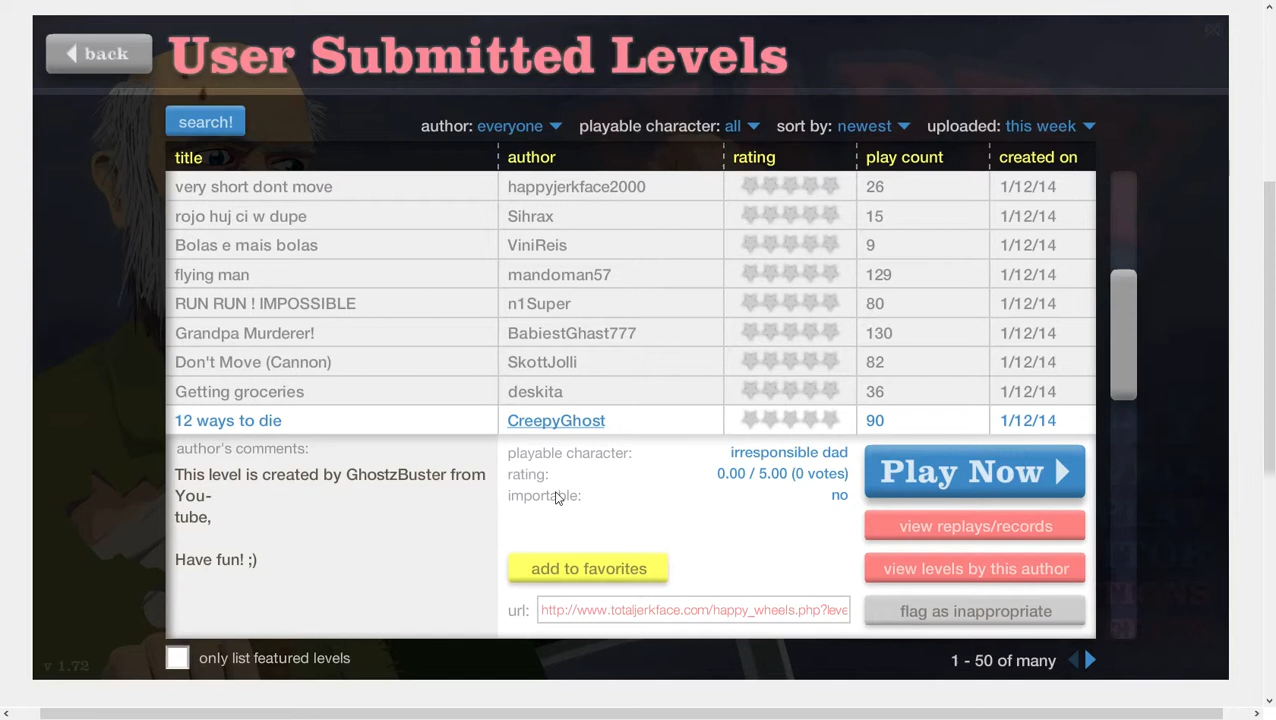 back
User Submitted Levels
search!
author: everyone playable character: all sort by: newest uploaded: this week
title author rating play count created on
very short dont move happyjerkface2000 26 1/12/14
rojo huj ci w dupe Sihrax 15 1/12/14
Bolas e mais bolas ViniReis 9 1/12/14
flying man mandoman57 129 1/12/14
RUN RUN ! IMPOSSIBLE n1Super 80 1/12/14
Grandpa Murderer! BabiestGhast777 130 1/12/14
Don't Move (Cannon) SkottJolli 82 1/12/14
Getting groceries deskita 36 1/12/14
12 ways to die CreepyGhost 90 1/12/14
author's comments:
This level is created by GhostzBuster from
You-
tube,
Have fun! ;)
playable character: irresponsible dad
rating: 0.00 / 5.00 (0 votes)
importable: no
add to favorites
url: http://www.totaljerkface.com/happy_wheels.php?leve
Play Now
view replays/records
view levels by this author
flag as inappropriate
only list featured levels
1 - 50 of many
v 1.72